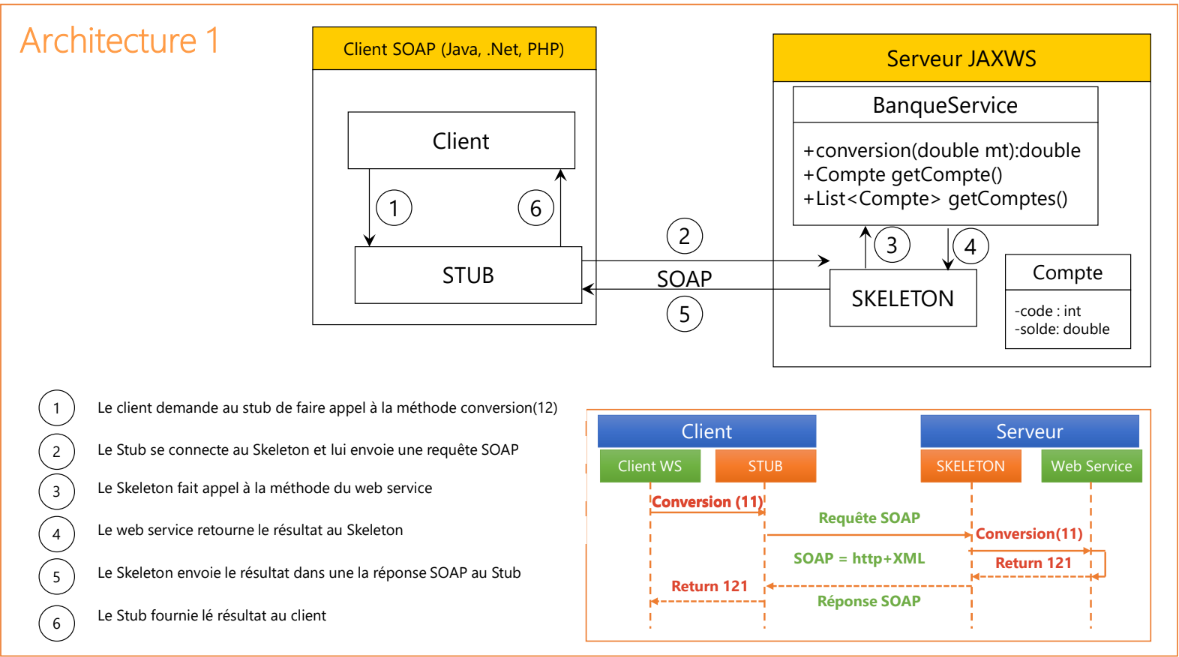 Architecture 1
Client SOAP (Java, .Net, PHP)
Client
1
6
STUB
2
SOAP
5
Serveur JAXWS
BanqueService
+conversion(double mt):double
+Compte getCompte()
+List<Compte> getComptes()
3
4
SKELETON
Compte
-code : int
-solde: double
1 Le client demande au stub de faire appel à la méthode conversion(12)
2 Le Stub se connecte au Skeleton et lui envoie une requête SOAP
3 Le Skeleton fait appel à la méthode du web service
4 Le web service retourne le résultat au Skeleton
5 Le Skeleton envoie le résultat dans une la réponse SOAP au Stub
6 Le Stub fournie lé résultat au client
Client
Serveur
Client WS
STUB
SKELETON
Web Service
Conversion (11)
Requête SOAP
Conversion(11)
SOAP = http+XML
Return 121
Return 121
Réponse SOAP